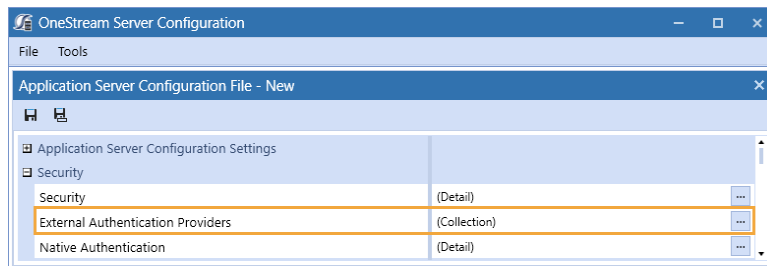 OneStream Server Configuration
File Tools
Application Server Configuration File - New
Application Server Configuration Settings
Security
Security (Detail) ...
External Authentication Providers (Collection) ...
Native Authentication (Detail) ...